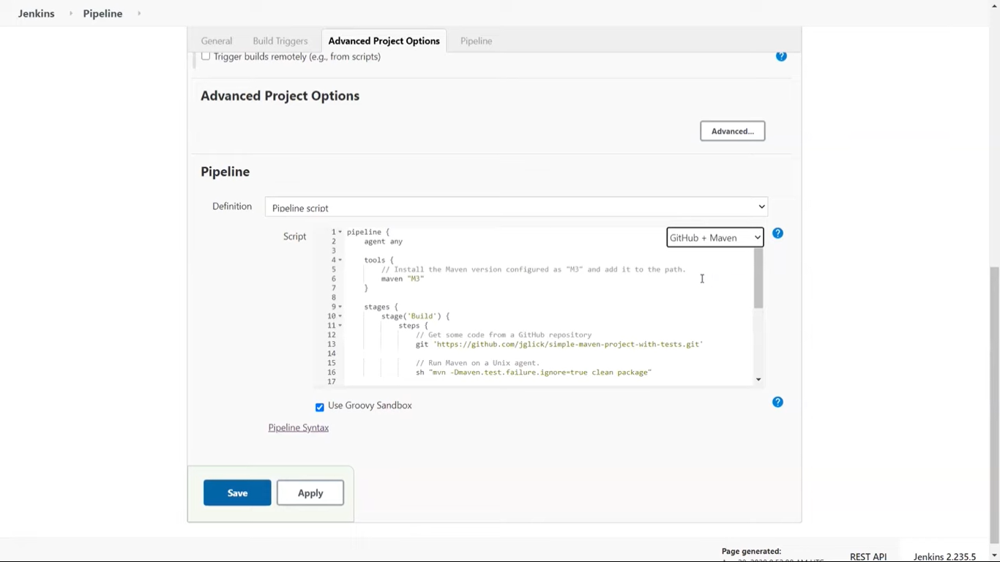 Jenkins Pipeline
General Build Triggers Advanced Project Options Pipeline
Trigger builds remotely (e.g., from scripts)
Advanced Project Options
Advanced...
Pipeline
Definition Pipeline script
Script
GitHub + Maven
1 pipeline {
2 agent any
3
4 tools {
5 // Install the Maven version configured as "M3" and add it to the path.
6 maven "M3"
7 }
8
9 stages {
10 stage('Build') {
11 steps {
12 // Get some code from a GitHub repository
13 git 'https://github.com/jglick/simple-maven-project-with-tests.git'
14
15 // Run Maven on a Unix agent.
16 sh "mvn -Dmaven.test.failure.ignore=true clean package"
17
Use Groovy Sandbox
Pipeline Syntax
Save Apply
Page generated:
REST API Jenkins 2.235.5